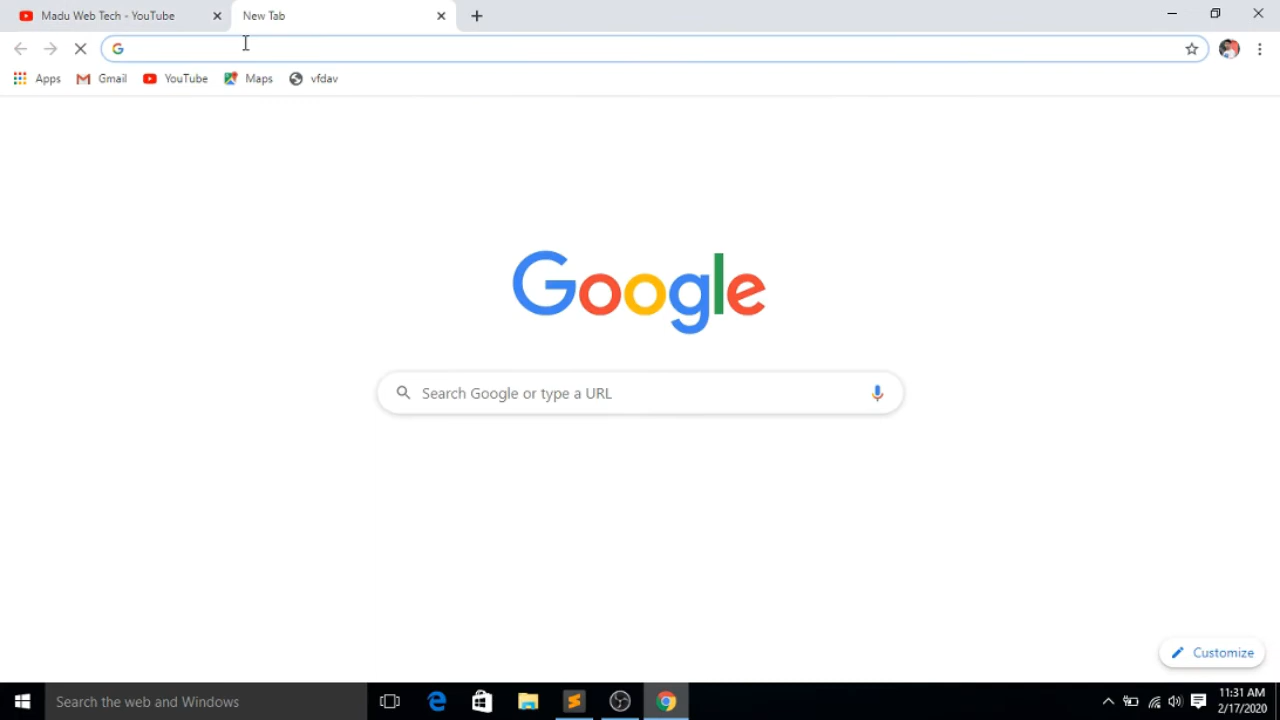 Madu Web Tech - YouTube
New Tab
Apps
Gmail
YouTube
Maps
vfdav
Google
Search Google or type a URL
Customize
Search the web and Windows
11:31 AM
2/17/2020